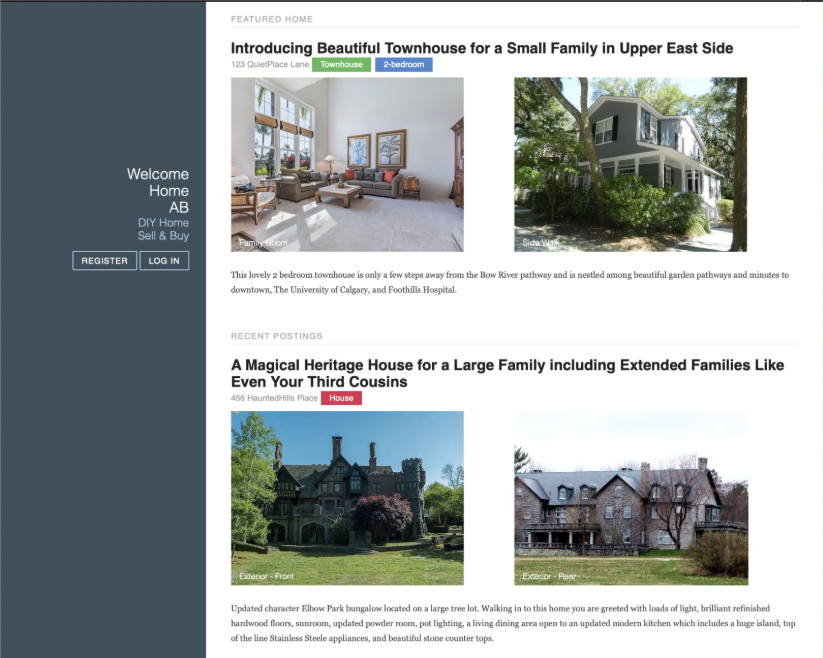 Welcome
Home
AB
DIY Home
Sell & Buy
REGISTER
LOG IN
FEATURED HOME
Introducing Beautiful Townhouse for a Small Family in Upper East Side
123 QuietPlace Lane Townhouse 2-bedroom
Family Room
Side Walk
This lovely 2 bedroom townhouse is only a few steps away from the Bow River pathway and is nestled among beautiful garden pathways and minutes to
downtown, The University of Calgary, and Foothills Hospital.
RECENT POSTINGS
A Magical Heritage House for a Large Family including Extended Families Like
Even Your Third Cousins
456 HauntedHills Place House
Exterior - Front
Exterior - Rear
Updated character Elbow Park bungalow located on a large tree lot. Walking in to this home you are greeted with loads of light, brilliant refinished
hardwood floors, sunroom, updated powder room, pot lighting, a living dining area open to an updated modern kitchen which includes a huge island, top
of the line Stainless Steele appliances, and beautiful stone counter tops.